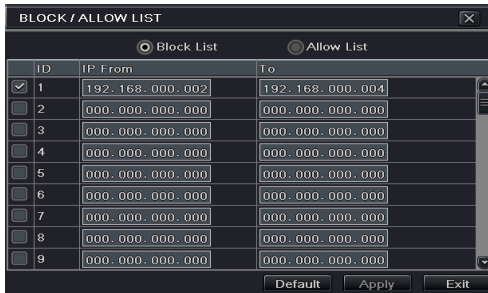 BLOCK / ALLOW LIST
Block List Allow List
ID IP From To
1 192. 168. 000. 002 192. 168. 000. 004
2 000. 000. 000. 000 000. 000. 000. 000
3 000. 000. 000. 000 000. 000. 000. 000
4 000. 000. 000. 000 000. 000. 000. 000
5 000. 000. 000. 000 000. 000. 000. 000
6 000. 000. 000. 000 000. 000. 000. 000
7 000. 000. 000. 000 000. 000. 000. 000
8 000. 000. 000. 000 000. 000. 000. 000
9 000. 000. 000. 000 000. 000. 000. 000
Default Apply Exit